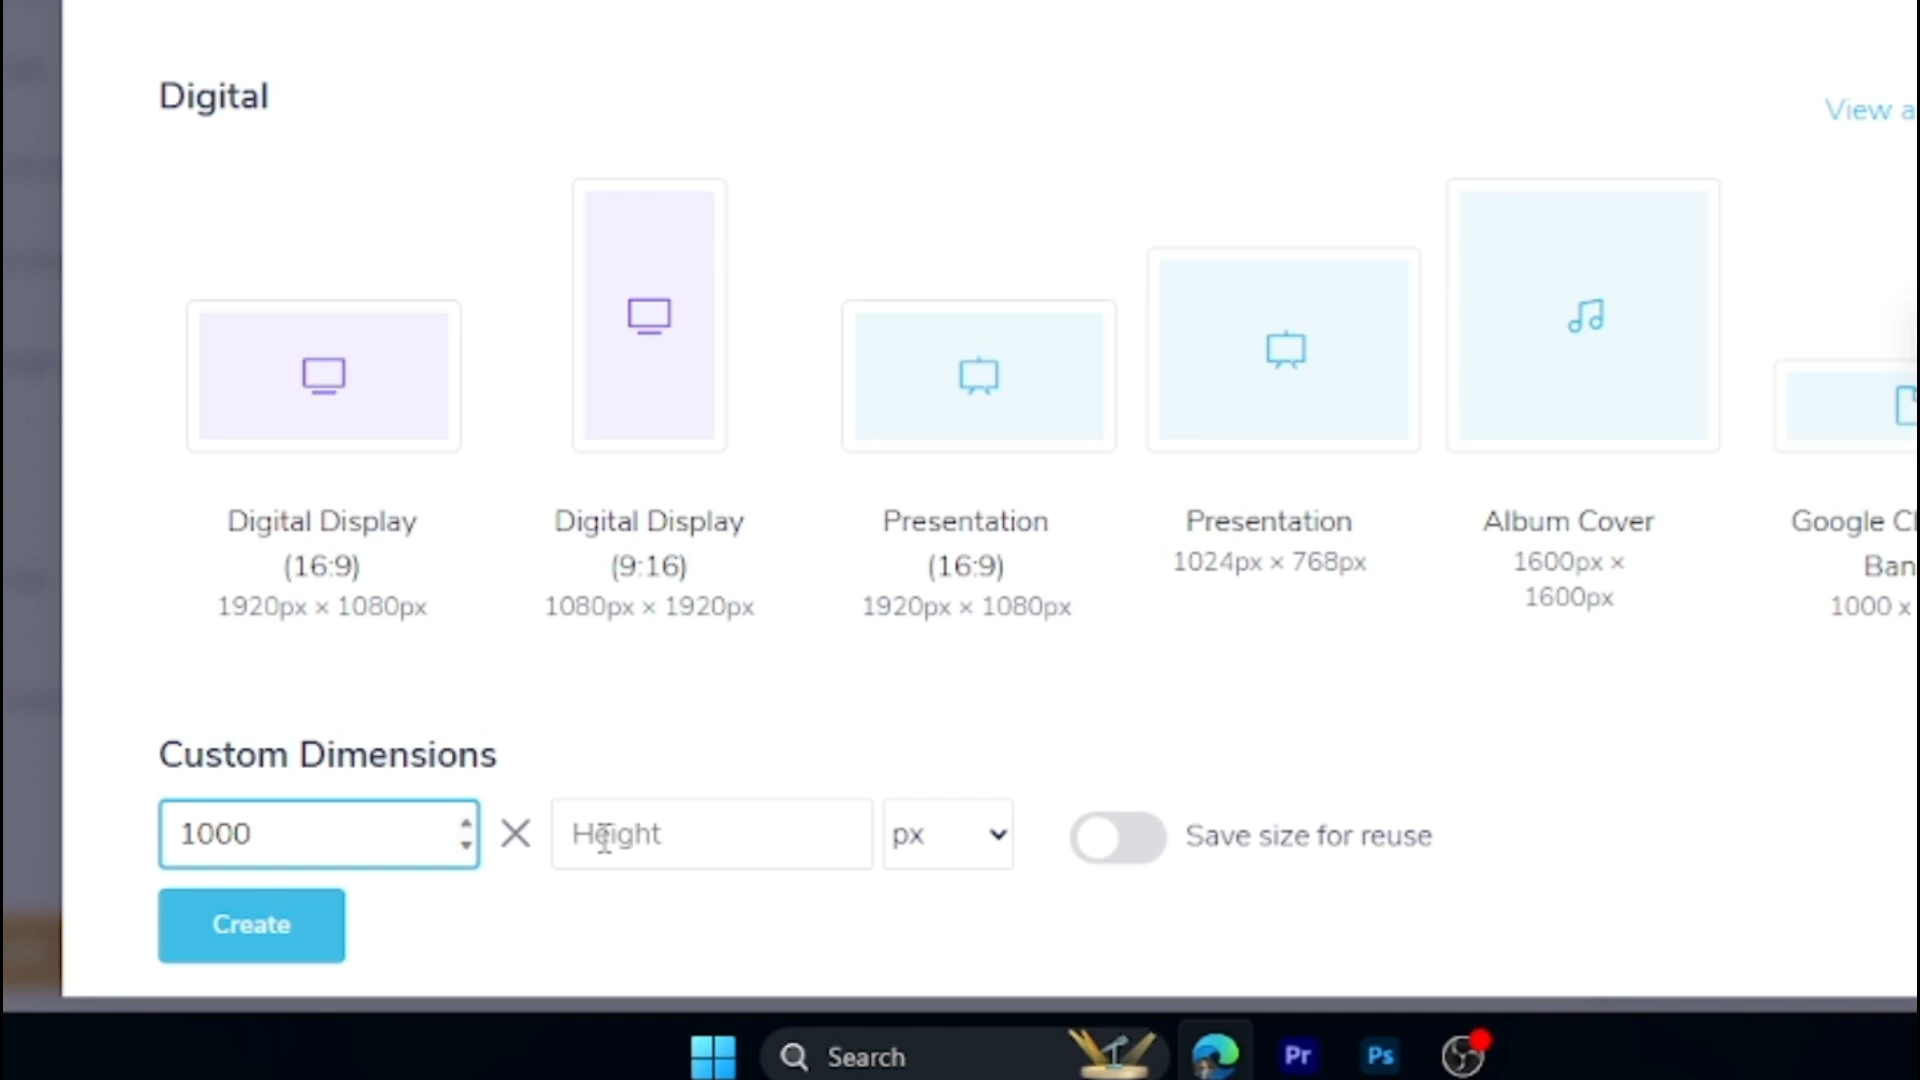 Digital
View a
Digital Display
(16:9)
1920px × 1080px
Digital Display
(9:16)
1080px × 1920px
Presentation
(16:9)
1920px × 1080px
Presentation
1024px × 768px
Album Cover
1600px ×
1600px
Google Cl
Ban
1000 x
Custom Dimensions
1000
Height
px
Save size for reuse
Create
Search
Pr
Ps